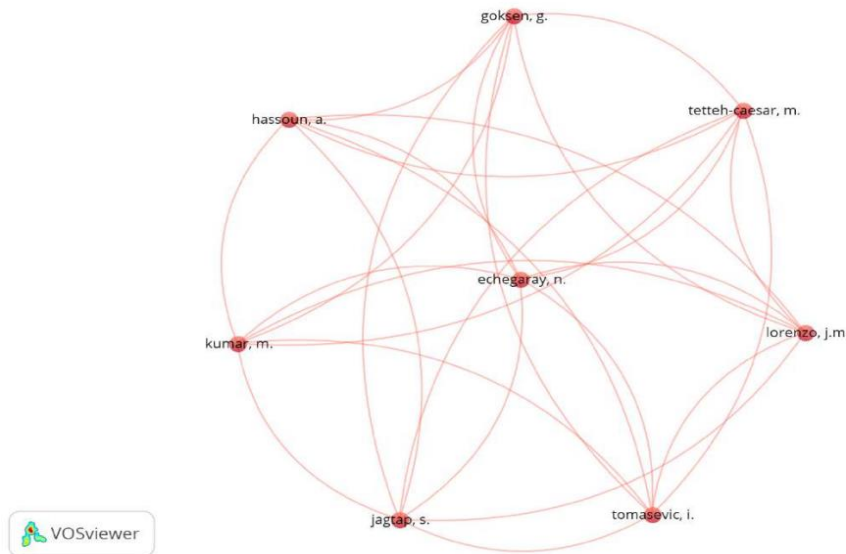 goksen, g.
tetteh-caesar, m.
hassoun, a.
echegaray, n.
lorenzo, j.m
kumar, m.
jagtap, s.
tomasevic, i.
VOSviewer